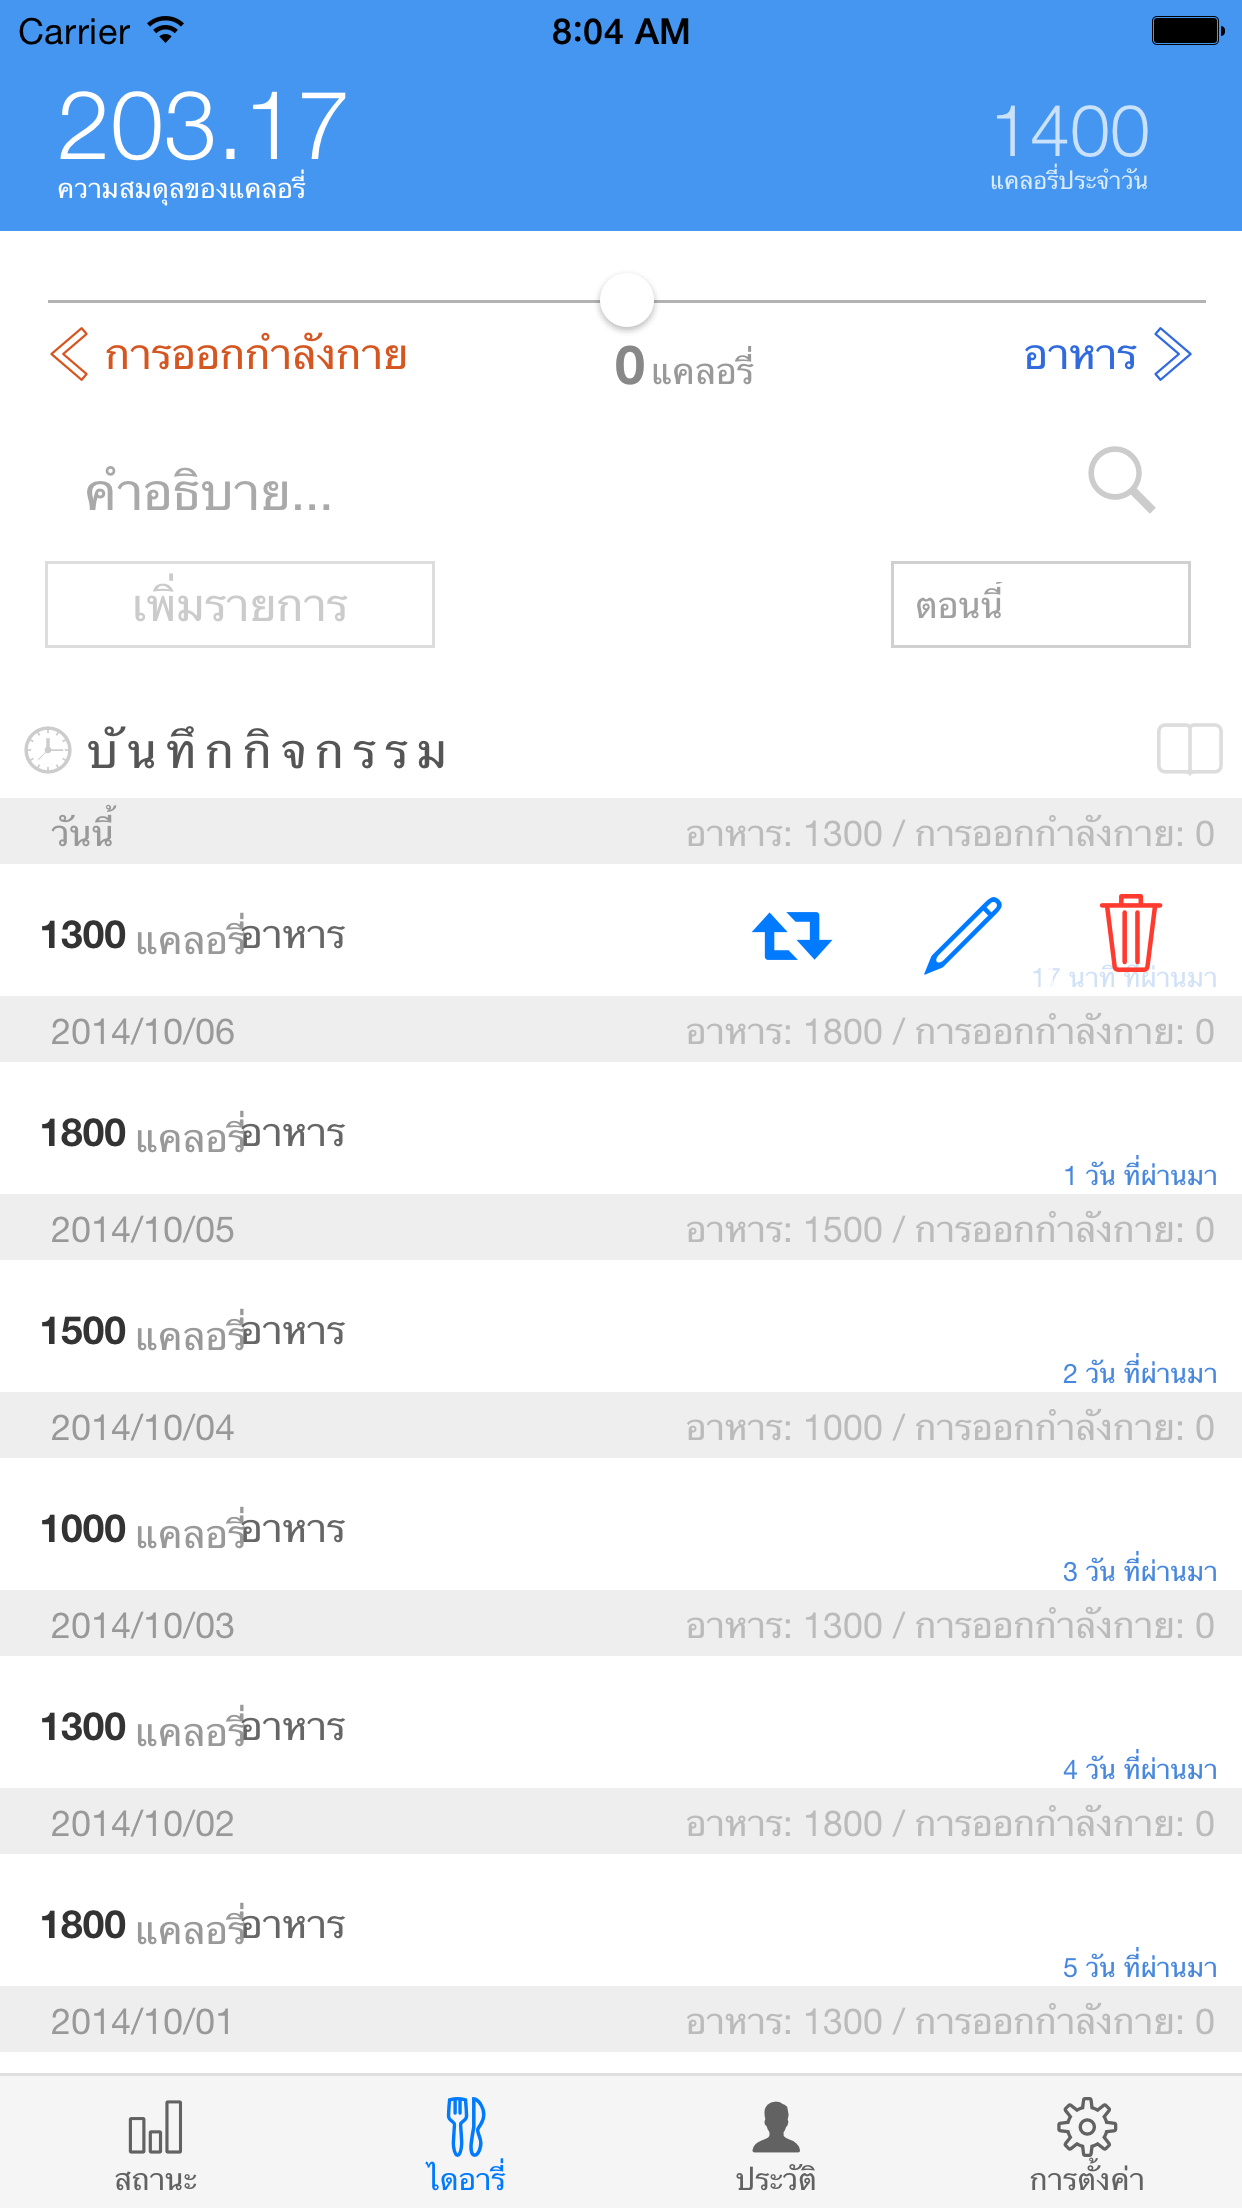 Carrier 8:04 AM
203.17 1400
ความสมดุลของแคลอรี่ แคลอรี่ประจำวัน
การออกกำลังกาย 0 แคลอรี่ อาหาร
คำอธิบาย...
เพิ่มรายการ ตอนนี้
บันทึกกิจกรรม
วันนี้ อาหาร: 1300 / การออกกำลังกาย: 0
1300 แคลอรี่ อาหาร
17 นาที ที่ผ่านมา
2014/10/06 อาหาร: 1800 / การออกกำลังกาย: 0
1800 แคลอรี่ อาหาร
1 วัน ที่ผ่านมา
2014/10/05 อาหาร: 1500 / การออกกำลังกาย: 0
1500 แคลอรี่ อาหาร
2 วัน ที่ผ่านมา
2014/10/04 อาหาร: 1000 / การออกกำลังกาย: 0
1000 แคลอรี่ อาหาร
3 วัน ที่ผ่านมา
2014/10/03 อาหาร: 1300 / การออกกำลังกาย: 0
1300 แคลอรี่ อาหาร
4 วัน ที่ผ่านมา
2014/10/02 อาหาร: 1800 / การออกกำลังกาย: 0
1800 แคลอรี่ อาหาร
5 วัน ที่ผ่านมา
2014/10/01 อาหาร: 1300 / การออกกำลังกาย: 0
สถานะ ไดอารี่ ประวัติ การตั้งค่า